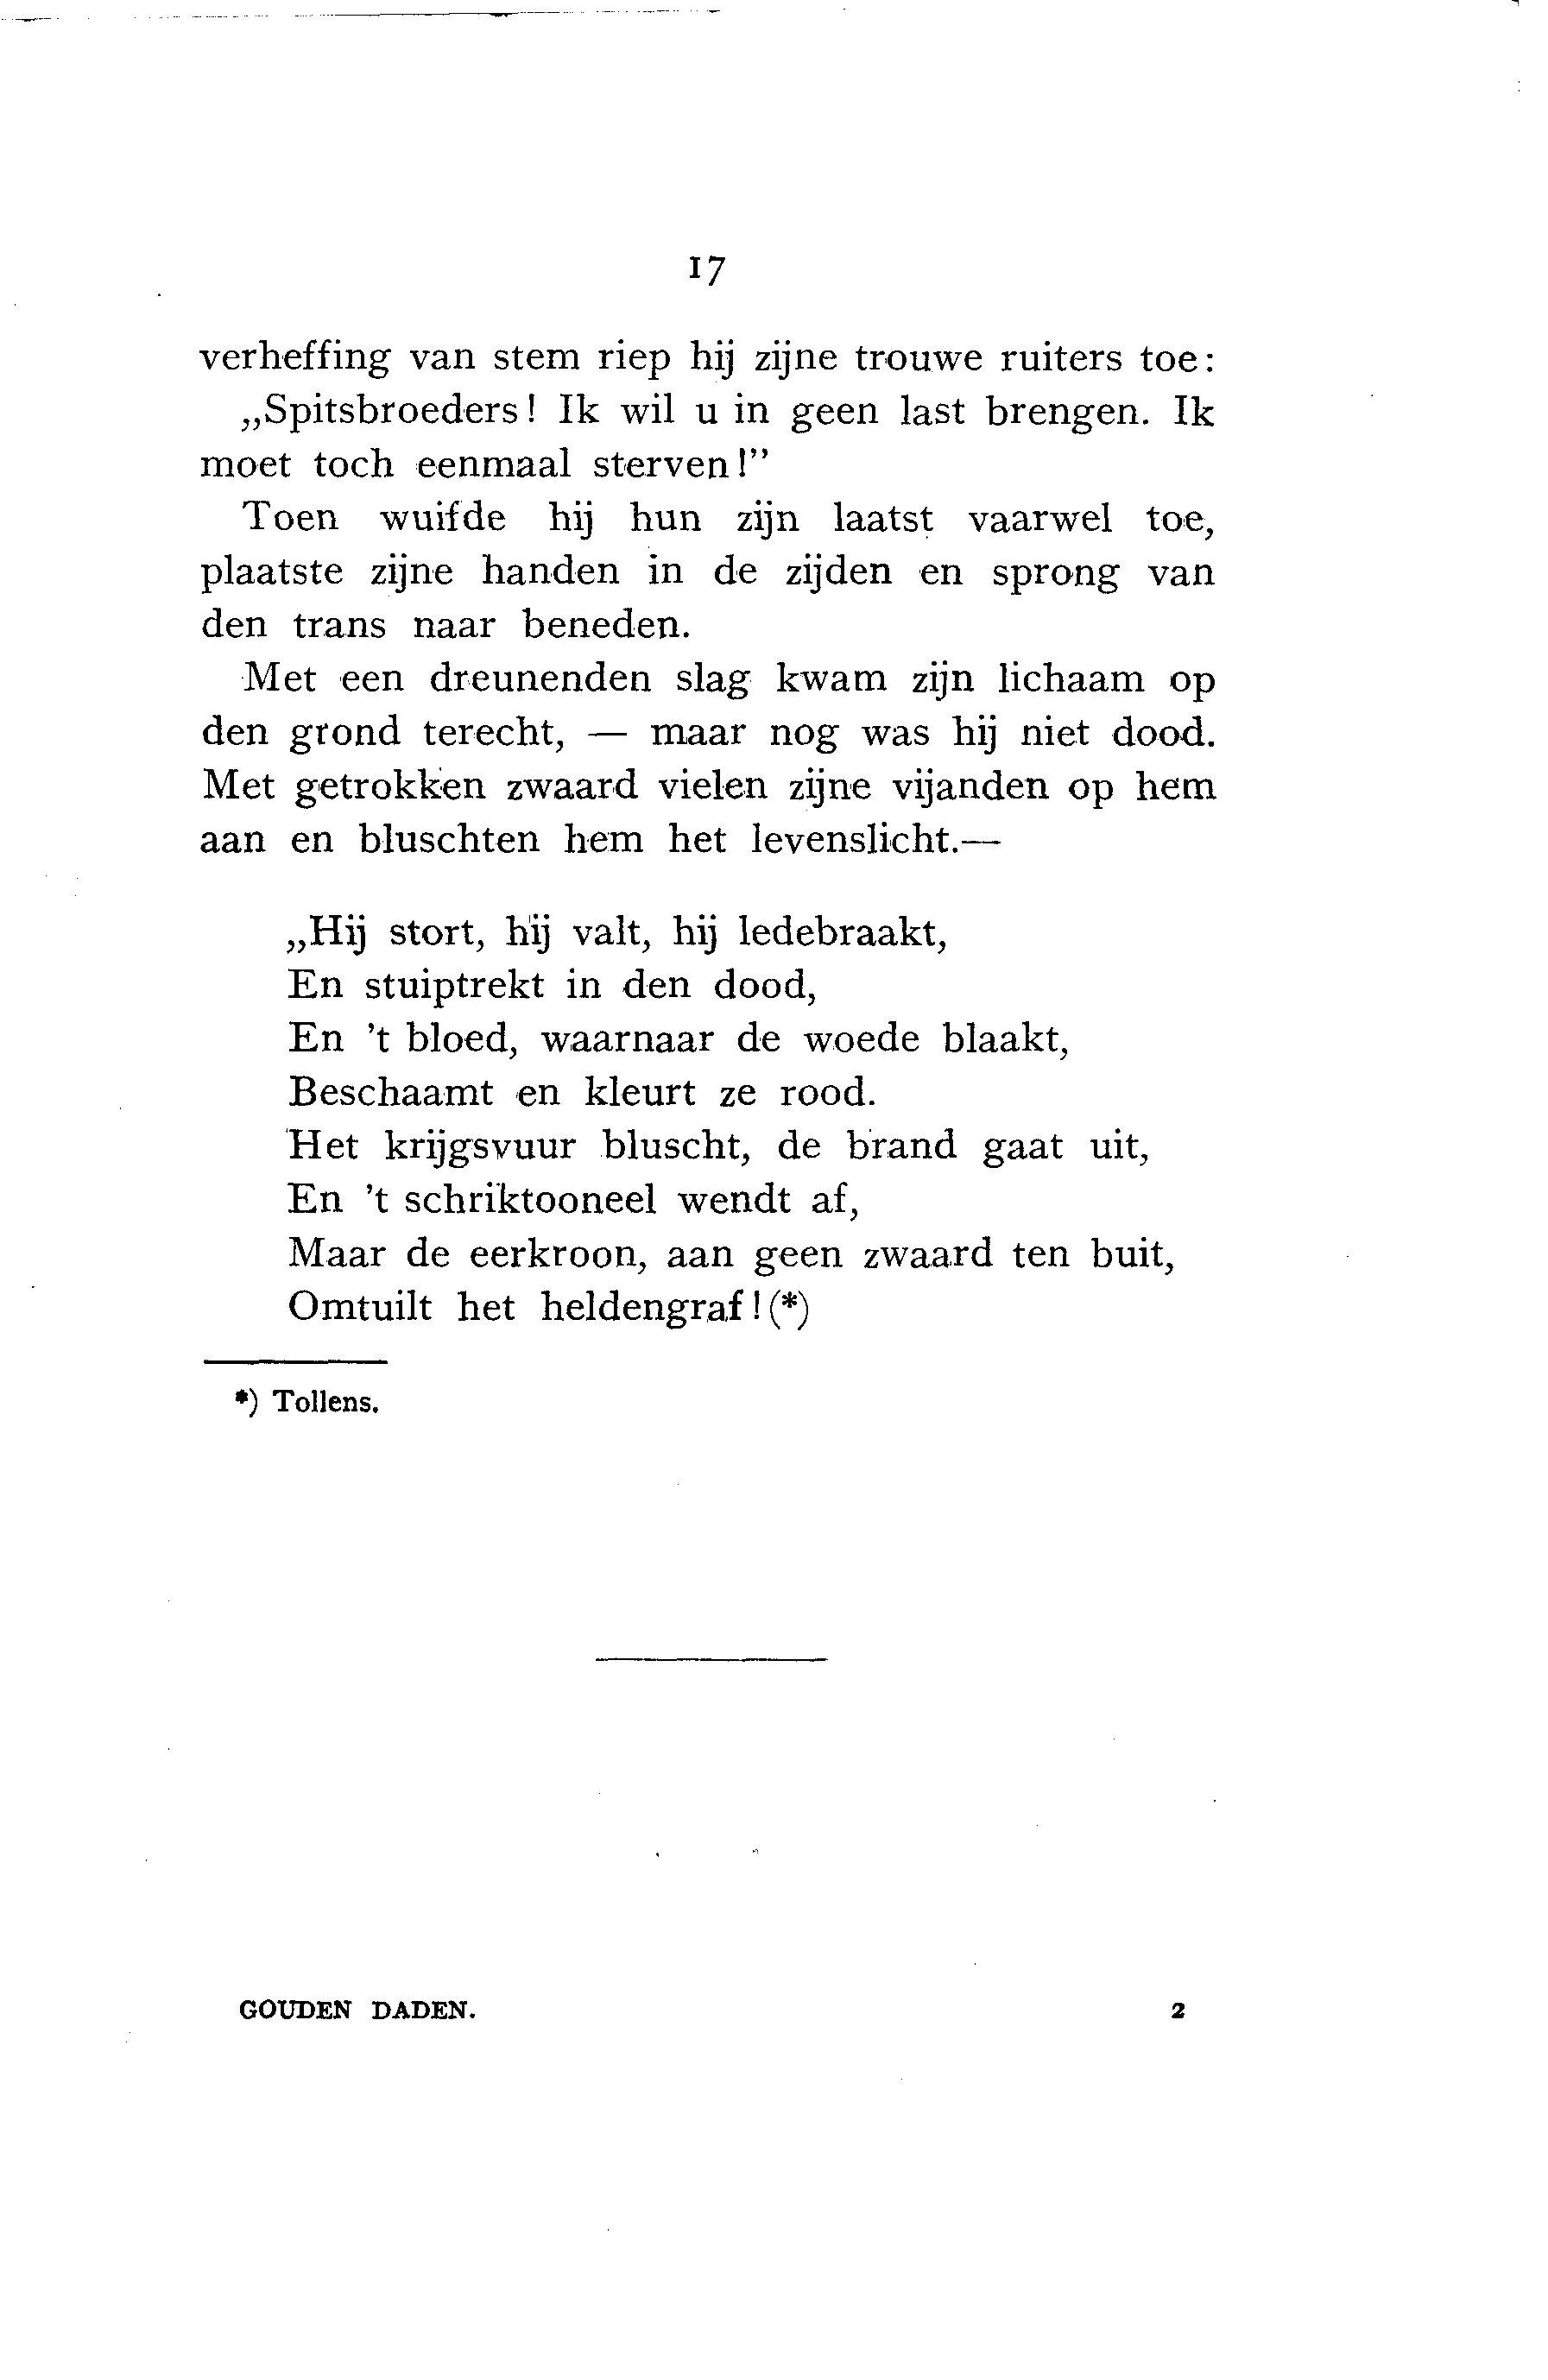 17
verheffing van stem riep hij zijne trouwe ruiters toe:
„Spitsbroeders! Ik wil u in geen last brengen. Ik
moet toch eenmaal sterven!”
Toen wuifde hij hun zijn laatst vaarwel toe,
plaatste zijne handen in de zijden en sprong van
den trans naar beneden.
Met een dreunenden slag kwam zijn lichaam op
den grond terecht, — maar nog was hij niet dood.
Met getrokken zwaard vielen zijne vijanden op hem
aan en bluschten hem het levenslicht.—
„Hij stort, hij valt, hij ledebraakt,
En stuiptrekt in den dood,
En 't bloed, waarnaar de woede blaakt,
Beschaamt en kleurt ze rood.
Het krijgsvuur bluscht, de brand gaat uit,
En 't schriktooneel wendt af,
Maar de eerkroon, aan geen zwaard ten buit,
Omtuilt het heldengraf! (*)
*) Tollens.
GOUDEN DADEN. 2